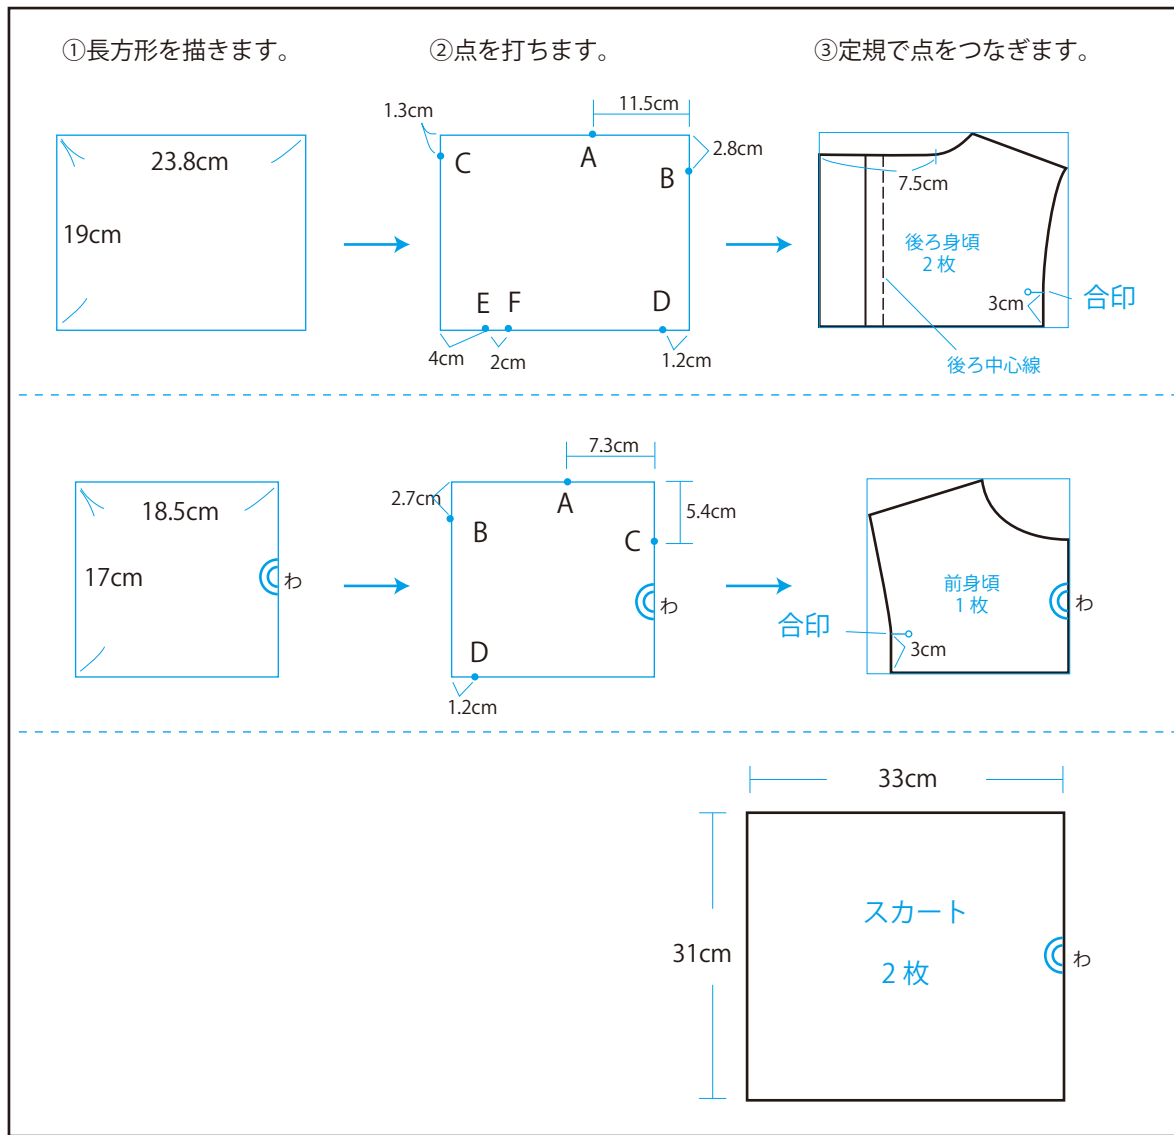 ①長方形を描きます。
②点を打ちます。
③定規で点をつなぎます。
23.8cm
19cm
1.3cm
11.5cm
2.8cm
A
B
C
D
E
F
4cm
2cm
1.2cm
7.5cm
後ろ身頃
2 枚
3cm
合印
後ろ中心線
18.5cm
17cm
わ
7.3cm
2.7cm
5.4cm
A
B
C
わ
D
1.2cm
前身頃
1 枚
わ
合印
3cm
33cm
31cm
スカート
2 枚
わ